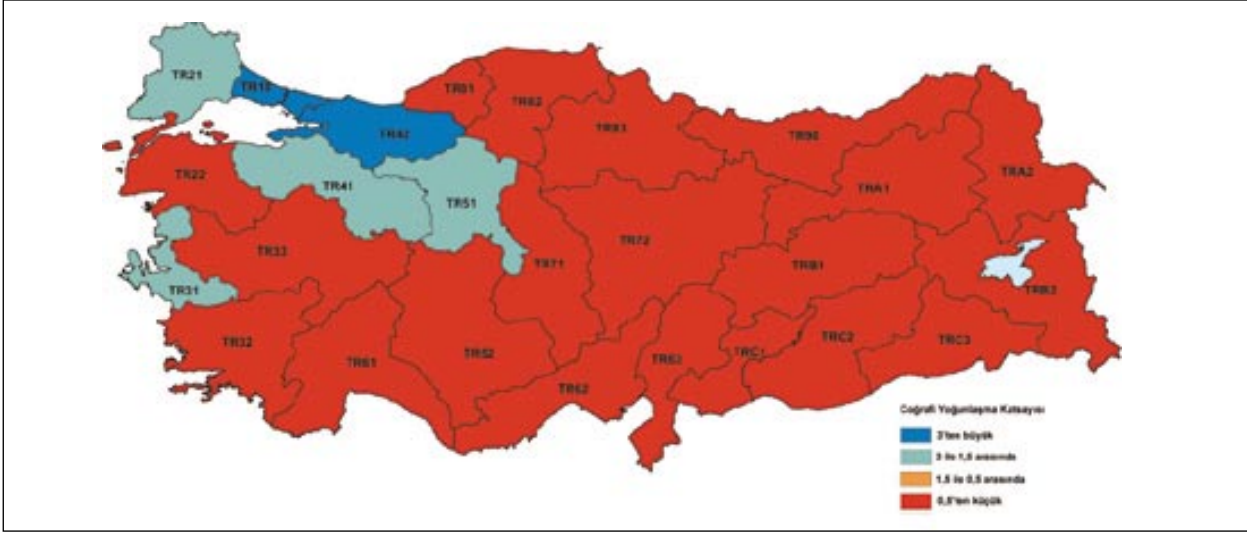 TR21
TR10
TR42
TR81
TR82
TR83
TR90
TRA2
TR22
TR41
TR51
TRA1
TR33
TR71
TR72
TRB1
TRB2
TR31
TR32
TR61
TR52
TR62
TR63
TRC1
TRC2
TRC3
Coğrafi Yoğunlaşma Katsayısı
3'ten büyük
3 ile 1,5 arasında
1.5 ile 0,5 arasında
0,5'ten küçük